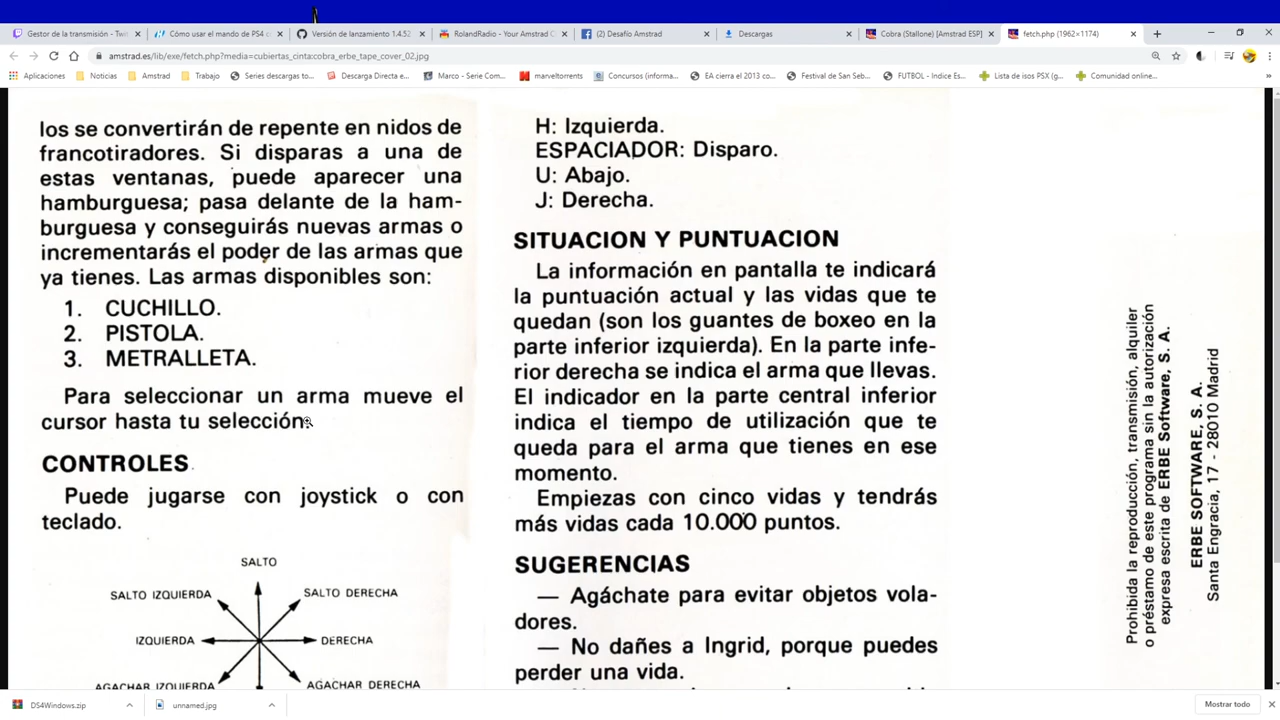 Gestor de la transmisión - Twi
Cómo usar el mando de PS4 c
Versión de lanzamiento 1.4.52
RolandRadio - Your Amstrad C
(2) Desafío Amstrad
Descargas
Cobra (Stallone) [Amstrad ESP]
fetch.php (1962×1174)
amstrad.es/lib/exe/fetch.php?media=cubiertas_cinta:cobra_erbe_tape_cover_02.jpg
Aplicaciones
Noticias
Amstrad
Trabajo
Series descargas to...
Descarga Directa e...
Marco - Serie Com...
marveltorrents
Concursos (informa...
EA cierra el 2013 co...
Festival de San Seb...
FUTBOL - Indice Es...
Lista de isos PSX (g...
Comunidad online...
»
los se convertirán de repente en nidos de
francotiradores. Si disparas a una de
estas ventanas, puede aparecer una
hamburguesa; pasa delante de la ham-
burguesa y conseguirás nuevas armas o
incrementarás el poder de las armas que
ya tienes. Las armas disponibles son:
1. CUCHILLO.
2. PISTOLA.
3. METRALLETA.
Para seleccionar un arma mueve el
cursor hasta tu selección.
CONTROLES
Puede jugarse con joystick o con
teclado.
SALTO
SALTO IZQUIERDA
SALTO DERECHA
IZQUIERDA
DERECHA
AGACHAR IZQUIERDA
AGACHAR DERECHA
H: Izquierda.
ESPACIADOR: Disparo.
U: Abajo.
J: Derecha.
SITUACION Y PUNTUACION
La información en pantalla te indicará
la puntuación actual y las vidas que te
quedan (son los guantes de boxeo en la
parte inferior izquierda). En la parte infe-
rior derecha se indica el arma que llevas.
El indicador en la parte central inferior
indica el tiempo de utilización que te
queda para el arma que tienes en ese
momento.
Empiezas con cinco vidas y tendrás
más vidas cada 10.000 puntos.
SUGERENCIAS
— Agáchate para evitar objetos vola-
dores.
— No dañes a Ingrid, porque puedes
perder una vida.
Prohibida la reproducción, transmisión, alquiler
o préstamo de este programa sin la autorización
expresa escrita de ERBE Software, S. A.
ERBE SOFTWARE, S. A.
Santa Engracia, 17 - 28010 Madrid
DS4Windows.zip
unnamed.jpg
Mostrar todo